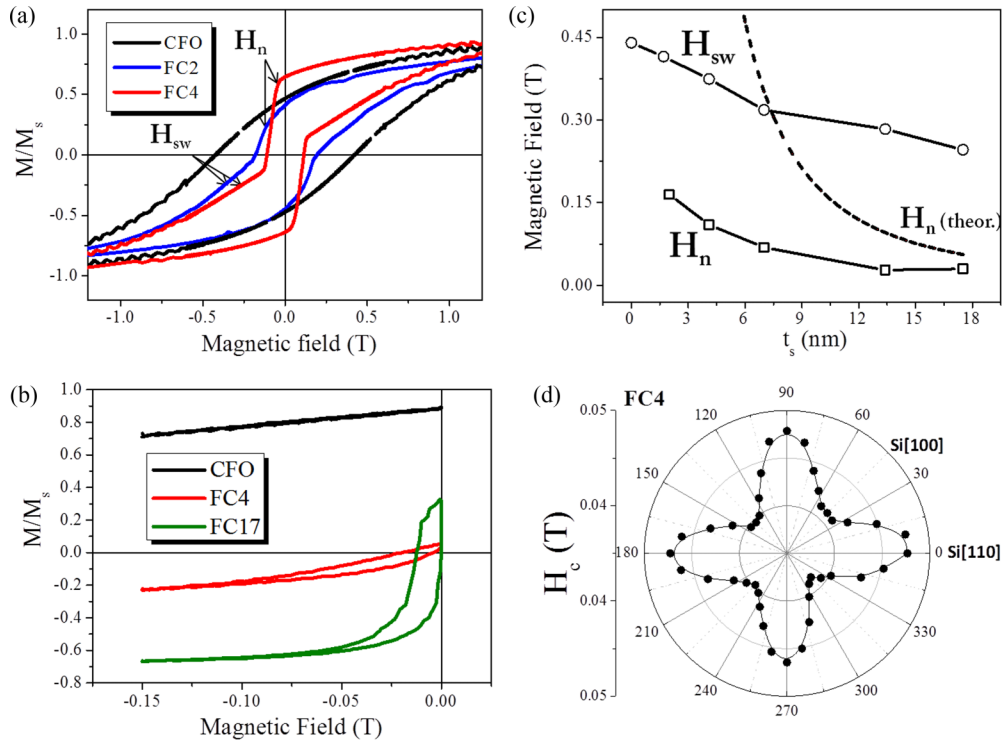 (a)
1.0
0.5
0.0
-0.5
-1.0
M/Ms
CFO
FC2
FC4
Hn
Hsw
-1.0
-0.5
0.0
0.5
1.0
Magnetic field (T)
(c)
0.45
0.30
0.15
0.00
Magnetic Field (T)
Hsw
Hn
Hn (theor.)
0
3
6
9
12
15
18
ts (nm)
(b)
1.0
0.8
0.6
0.4
0.2
0.0
-0.2
-0.4
-0.6
-0.8
M/Ms
CFO
FC4
FC17
-0.15
-0.10
-0.05
0.00
Magnetic Field (T)
(d)
FC4
0.05
0.04
0.04
0.05
Hc (T)
90
120
60
150
Si[100]
30
180
0
Si[110]
210
330
240
300
270